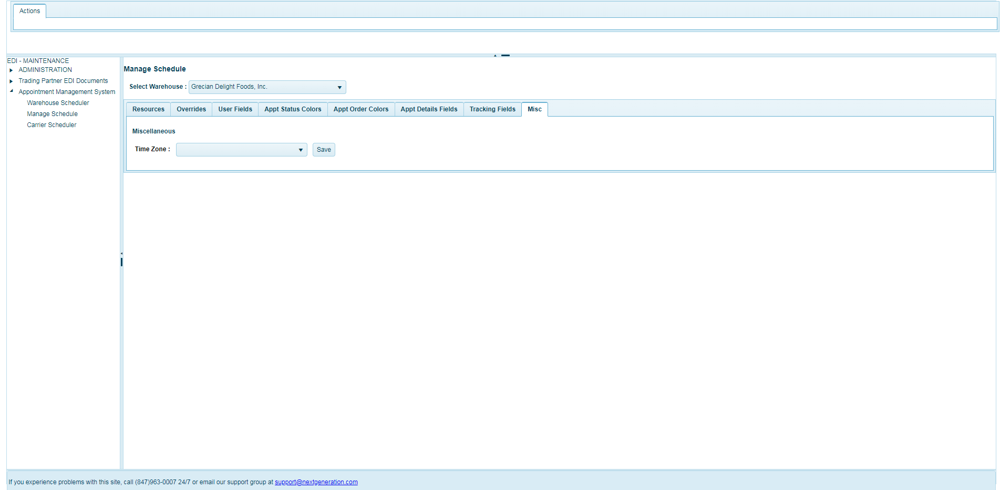 Actions
EDI - MAINTENANCE
ADMINISTRATION
Trading Partner EDI Documents
Appointment Management System
Warehouse Scheduler
Manage Schedule
Carrier Scheduler
Manage Schedule
Select Warehouse : Grecian Delight Foods, Inc.
Resources Overrides User Fields Appt Status Colors Appt Order Colors Appt Details Fields Tracking Fields Misc
Miscellaneous
Time Zone : Save
If you experience problems with this site, call (847)963-0007 24/7 or email our support group at support@nextgeneration.com